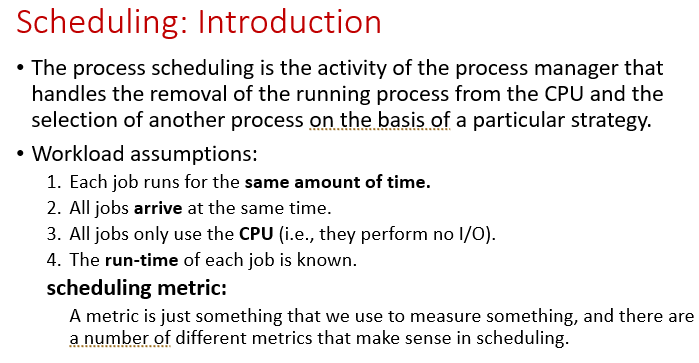 Scheduling: Introduction
• The process scheduling is the activity of the process manager that
handles the removal of the running process from the CPU and the
selection of another process on the basis of a particular strategy.
• Workload assumptions:
1. Each job runs for the same amount of time.
2. All jobs arrive at the same time.
3. All jobs only use the CPU (i.e., they perform no I/O).
4. The run-time of each job is known.
scheduling metric:
A metric is just something that we use to measure something, and there are
a number of different metrics that make sense in scheduling.